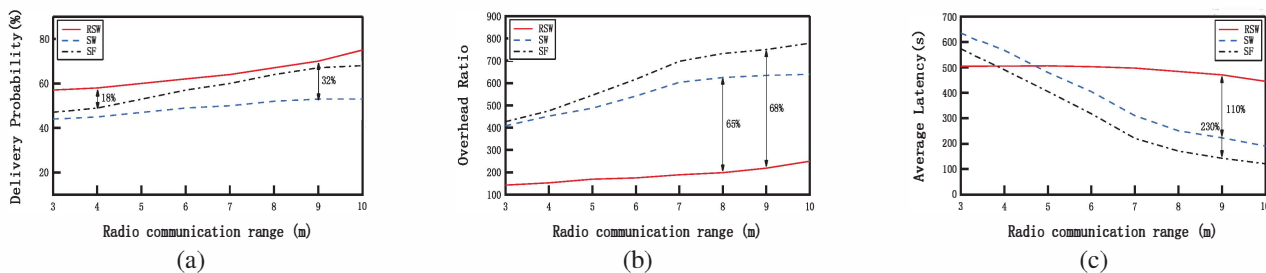 Delivery Probability(%)
80
60
40
20
RSW
SW
SF
18%
32%
3 4 5 6 7 8 9 10
Radio communication range (m)
(a)
Overhead Ratio
900
800
700
600
500
400
300
200
100
RSW
SW
SF
65%
68%
3 4 5 6 7 8 9 10
Radio communication range (m)
(b)
Average Latency(s)
700
600
500
400
300
200
100
0
RSW
SW
SF
110%
230%
3 4 5 6 7 8 9 10
Radio communication range (m)
(c)